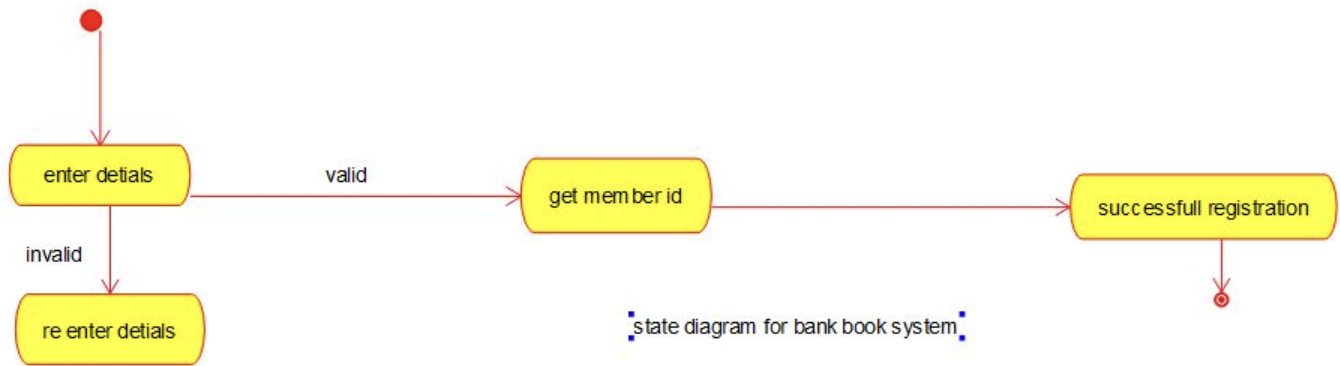 enter detials
valid
get member id
successfull registration
invalid
re enter detials
state diagram for bank book system